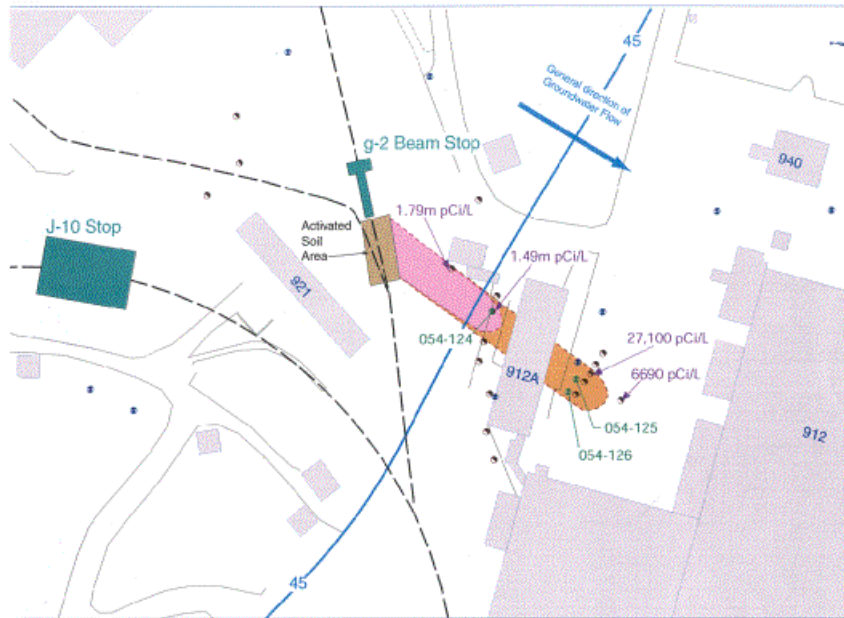 45
General direction of
Groundwater Flow
940
g-2 Beam Stop
1.79m pCi/L
J-10 Stop
Activated
Soil
Area
1.49m pCi/L
921
054-124
27,100 pCi/L
912A
6690 pCi/L
054-125
912
054-126
45